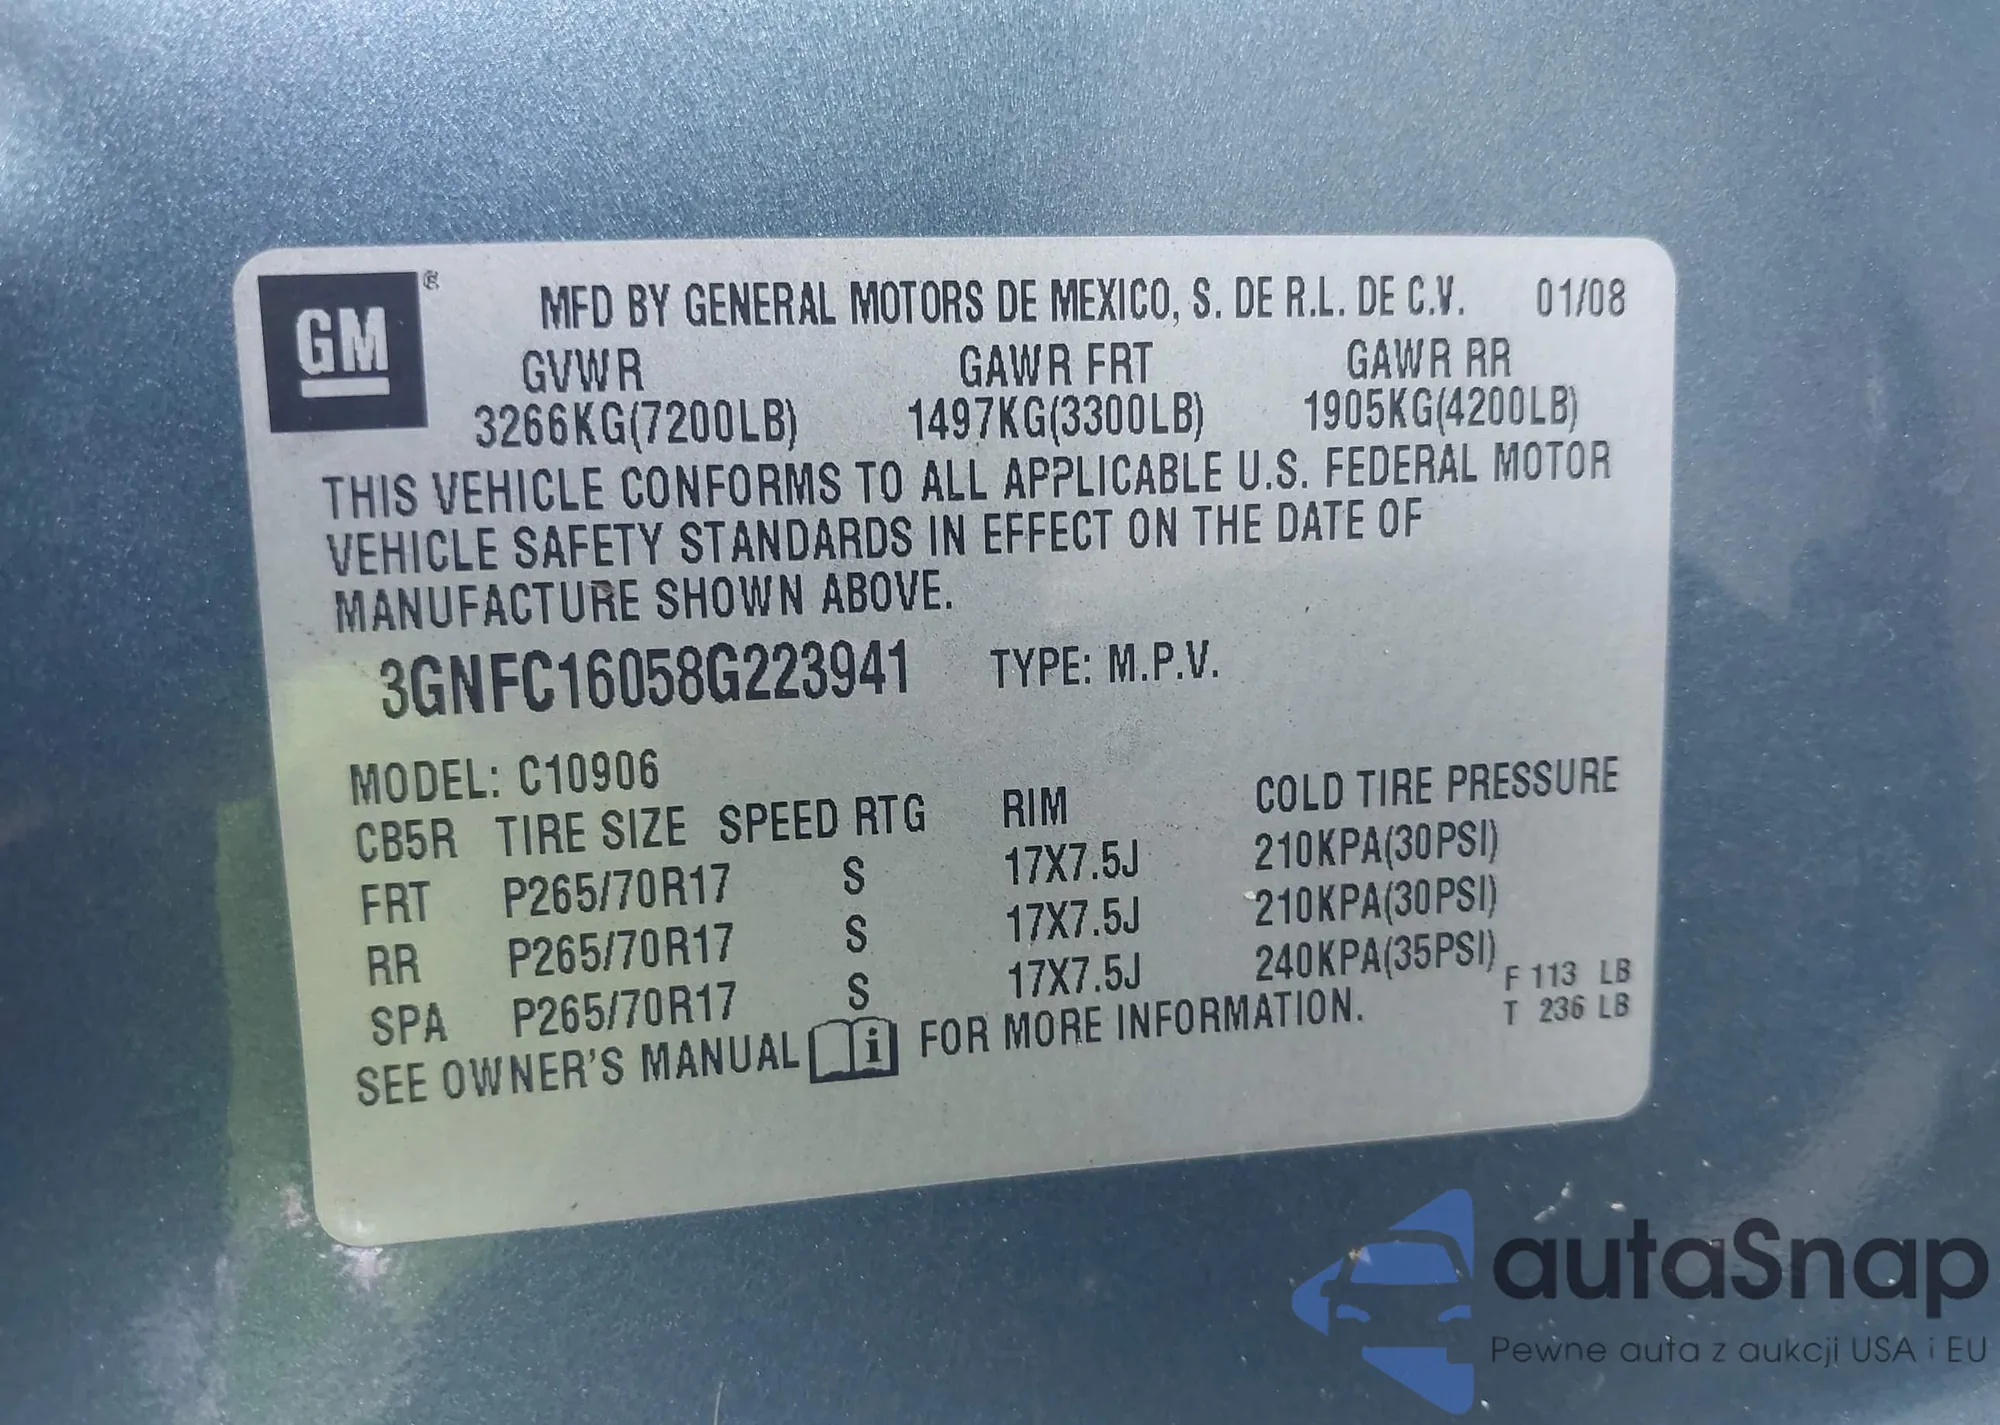 GM ®
MFD BY GENERAL MOTORS DE MEXICO, S. DE R.L. DE C.V. 01/08
GVWR GAWR FRT GAWR RR
3266KG(7200LB) 1497KG(3300LB) 1905KG(4200LB)
THIS VEHICLE CONFORMS TO ALL APPLICABLE U.S. FEDERAL MOTOR
VEHICLE SAFETY STANDARDS IN EFFECT ON THE DATE OF
MANUFACTURE SHOWN ABOVE.
3GNFC16058G223941 TYPE: M.P.V.
MODEL: C10906
CB5R TIRE SIZE SPEED RTG RIM COLD TIRE PRESSURE
FRT P265/70R17 S 17X7.5J 210KPA(30PSI)
RR P265/70R17 S 17X7.5J 210KPA(30PSI)
SPA P265/70R17 S 17X7.5J 240KPA(35PSI)
F 113 LB
T 236 LB
SEE OWNER'S MANUAL i FOR MORE INFORMATION.
autaSnap
Pewne auta z aukcji USA i EU